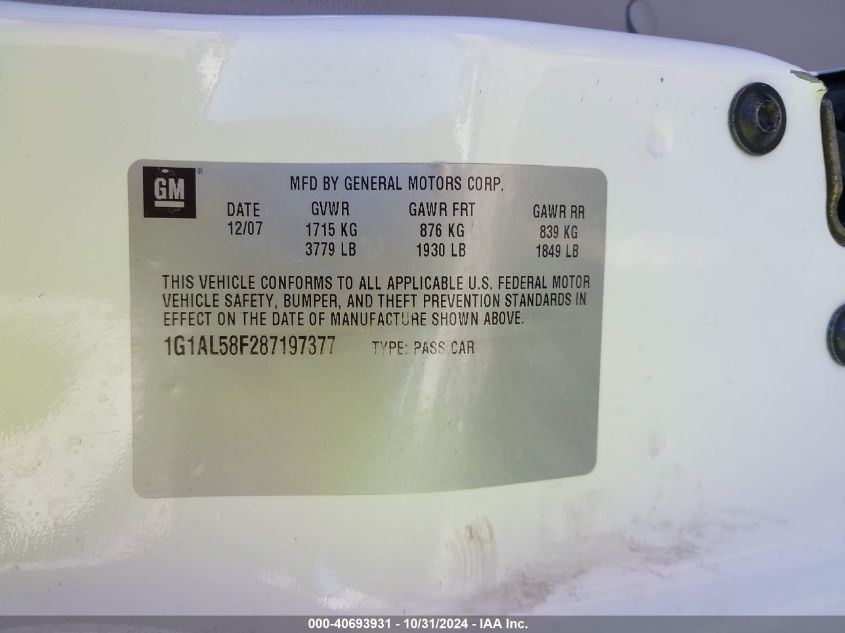 GM ®
MFD BY GENERAL MOTORS CORP.
DATE GVWR GAWR FRT GAWR RR
12/07 1715 KG 876 KG 839 KG
3779 LB 1930 LB 1849 LB
THIS VEHICLE CONFORMS TO ALL APPLICABLE U.S. FEDERAL MOTOR
VEHICLE SAFETY, BUMPER, AND THEFT PREVENTION STANDARDS IN
EFFECT ON THE DATE OF MANUFACTURE SHOWN ABOVE.
1G1AL58F287197377 TYPE: PASS CAR
000-40693931 - 10/31/2024 - IAA Inc.